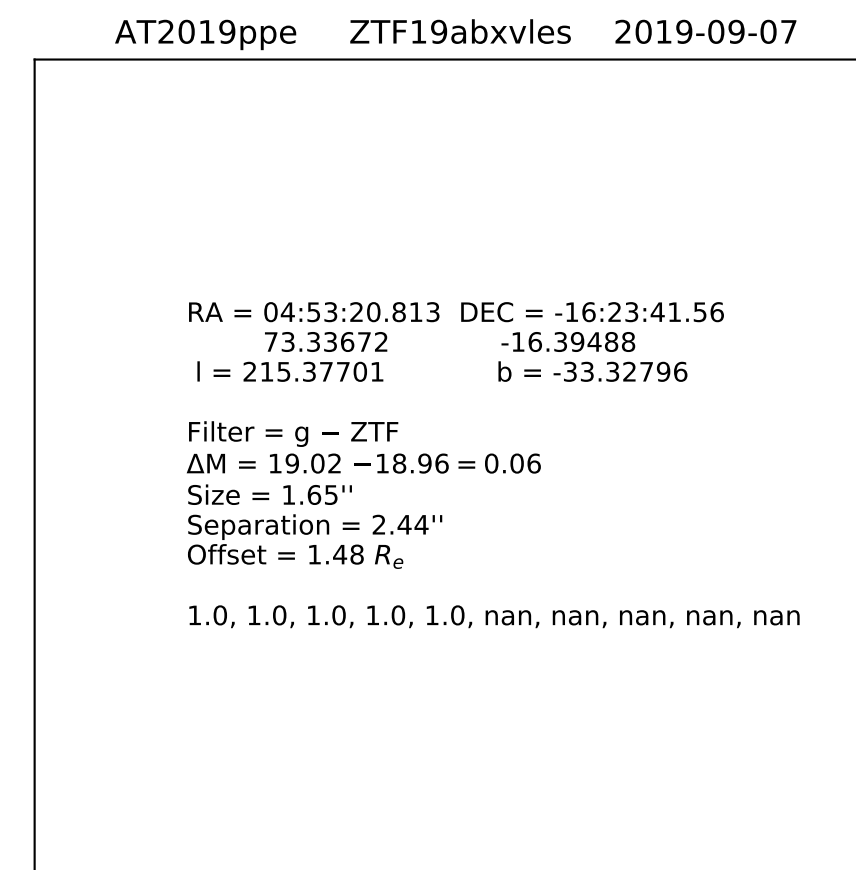 AT2019ppe ZTF19abxvles 2019-09-07
RA = 04:53:20.813 DEC = -16:23:41.56
73.33672 -16.39488
l = 215.37701 b = -33.32796
Filter = g − ZTF
ΔM = 19.02 −18.96 = 0.06
Size = 1.65''
Separation = 2.44''
Offset = 1.48 Re
1.0, 1.0, 1.0, 1.0, 1.0, nan, nan, nan, nan, nan